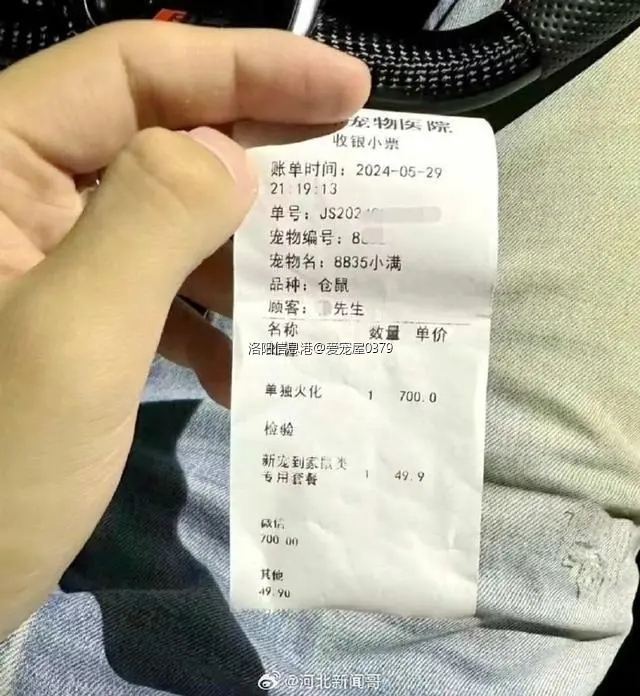 宠物医院
收银小票
账单时间：2024-05-29
21:19:13
单号：JS202
宠物编号：8
宠物名：8835小满
品种：仓鼠
顾客： 先生
名称 数量 单价
洛阳信息港@爱宠屋0379
单独火化 1 700.0
检验
新宠到家鼠类
专用套餐 1 49.9
微信
700.00
其他
49.90
@河北新闻哥